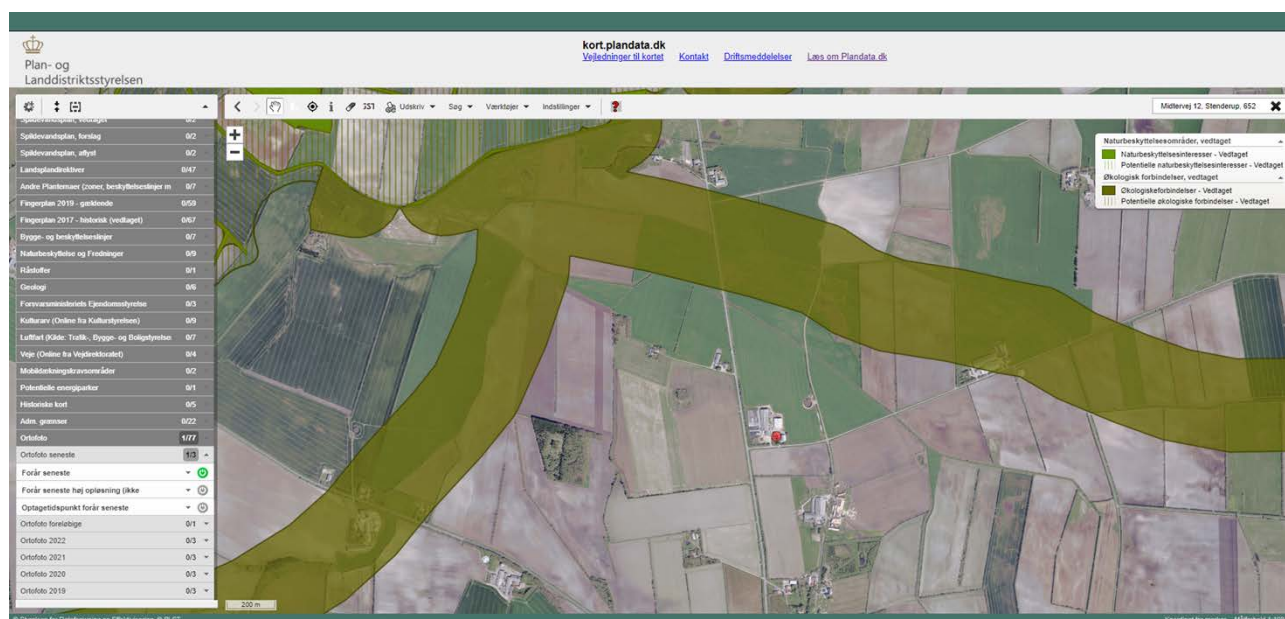 kort.plandata.dk
Vejledninger til kortet Kontakt Driftsmeddelelser Læs om Plandata.dk
Plan- og
Landdistriktsstyrelsen
Udskriv Søg Værktøjer Indstillinger
Midtervej 12, Stenderup, 652
Spildevandsplan, vedtaget 0/2
Spildevandsplan, forslag 0/2
Spildevandsplan, aflyst 0/2
Landsplandirektiver 0/47
Andre Plantemaer (zoner, beskyttelseslinjer m 0/7
Fingerplan 2019 - gældende 0/59
Fingerplan 2017 - historisk (vedtaget) 0/67
Bygge- og beskyttelseslinjer 0/7
Naturbeskyttelse og Fredninger 0/9
Råstoffer 0/1
Geologi 0/6
Forsvarsministeriets Ejendomsstyrelse 0/3
Kulturarv (Online fra Kulturstyrelsen) 0/9
Luftfart (Kilde: Trafik-, Bygge- og Boligstyrelse 0/7
Veje (Online fra Vejdirektoratet) 0/4
Mobildækningskravsområder 0/2
Potentielle energiparker 0/1
Historiske kort 0/5
Adm. grænser 0/22
Ortofoto 1/77
Ortofoto seneste 1/3
Forår seneste
Forår seneste høj opløsning (ikke
Optagetidspunkt forår seneste
Ortofoto foreløbige 0/1
Ortofoto 2022 0/3
Ortofoto 2021 0/3
Ortofoto 2020 0/3
Ortofoto 2019 0/3
Naturbeskyttelsesområder, vedtaget
Naturbeskyttelsesinteresser - Vedtaget
Potentielle naturbeskyttelsesinteresser - Vedtaget
Økologisk forbindelser, vedtaget
Økologiskeforbindelser - Vedtaget
Potentielle økologiske forbindelser - Vedtaget
200 m